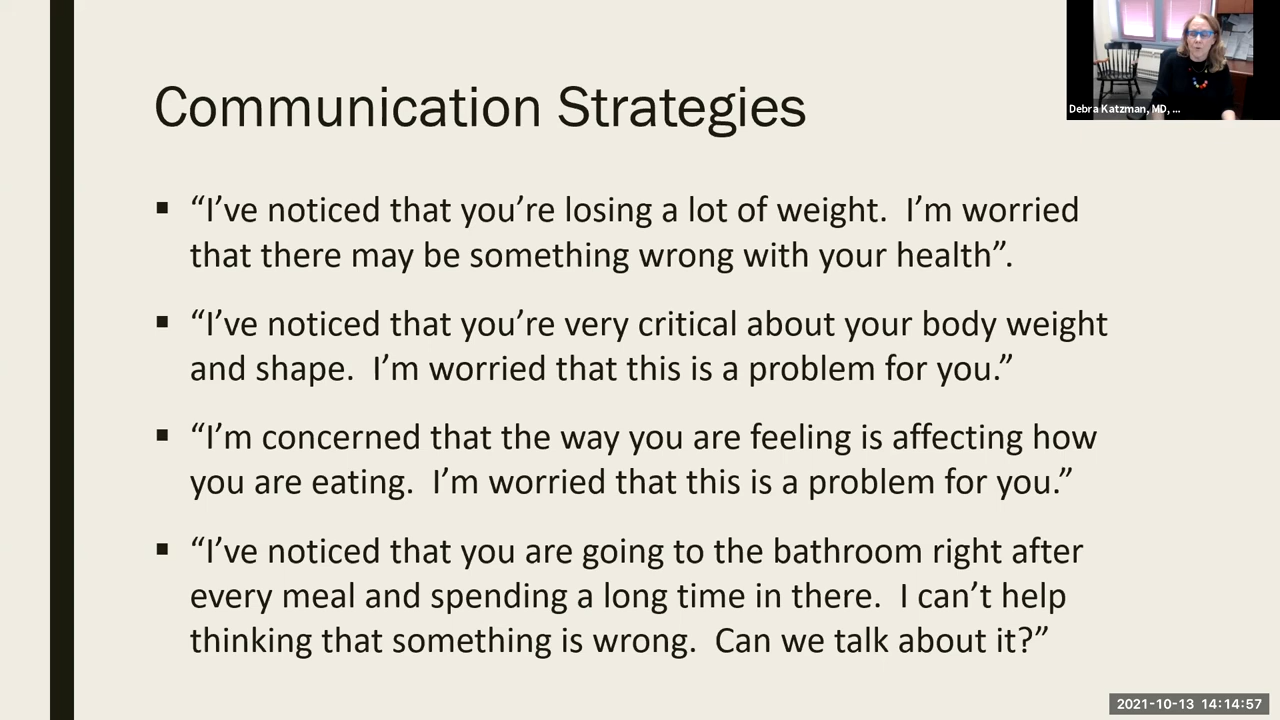 Debra Katzman, MD, ...
Communication Strategies
▪ “I’ve noticed that you’re losing a lot of weight.  I’m worried
that there may be something wrong with your health”.
▪ “I’ve noticed that you’re very critical about your body weight
and shape.  I’m worried that this is a problem for you.”
▪ “I’m concerned that the way you are feeling is affecting how
you are eating.  I’m worried that this is a problem for you.”
▪ “I’ve noticed that you are going to the bathroom right after
every meal and spending a long time in there.  I can’t help
thinking that something is wrong.  Can we talk about it?”
2021-10-13 14:14:57